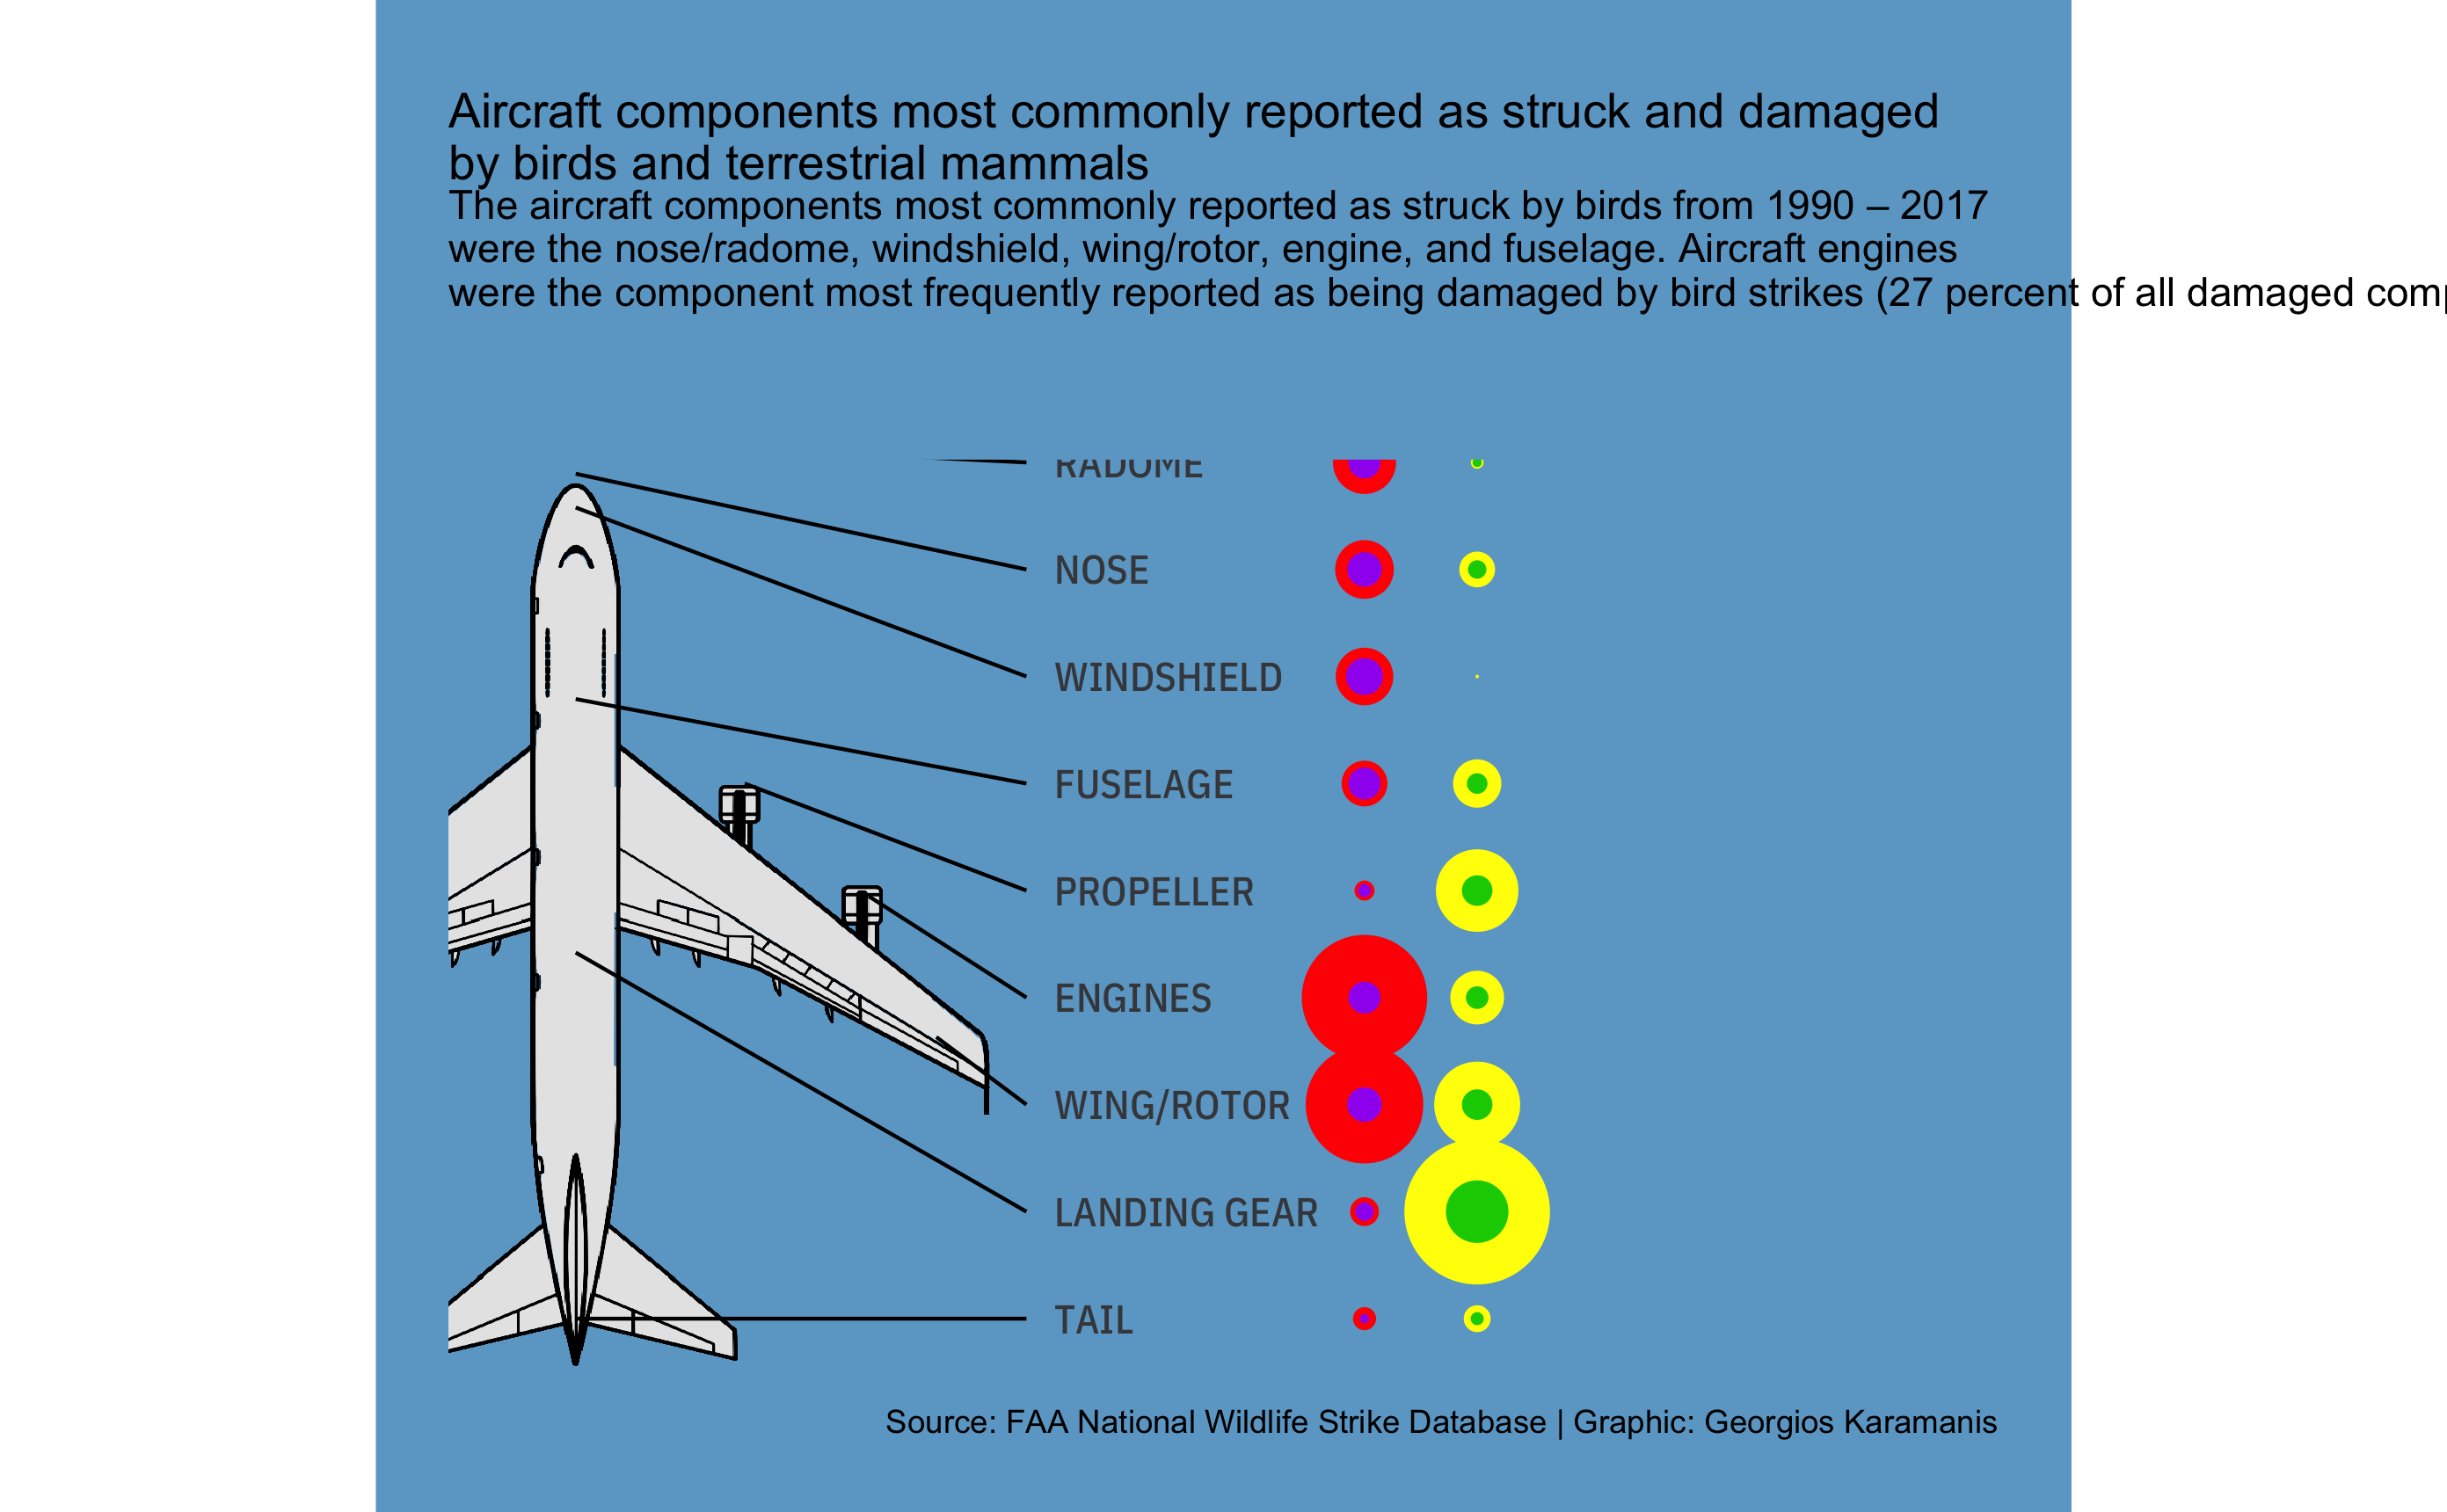 Aircraft components most commonly reported as struck and damaged
by birds and terrestrial mammals
The aircraft components most commonly reported as struck by birds from 1990 – 2017
were the nose/radome, windshield, wing/rotor, engine, and fuselage. Aircraft engines
were the component most frequently reported as being damaged by bird strikes (27 percent of all damaged
RADOME
NOSE
WINDSHIELD
FUSELAGE
PROPELLER
ENGINES
WING/ROTOR
LANDING GEAR
TAIL
Source: FAA National Wildlife Strike Database | Graphic: Georgios Karamanis